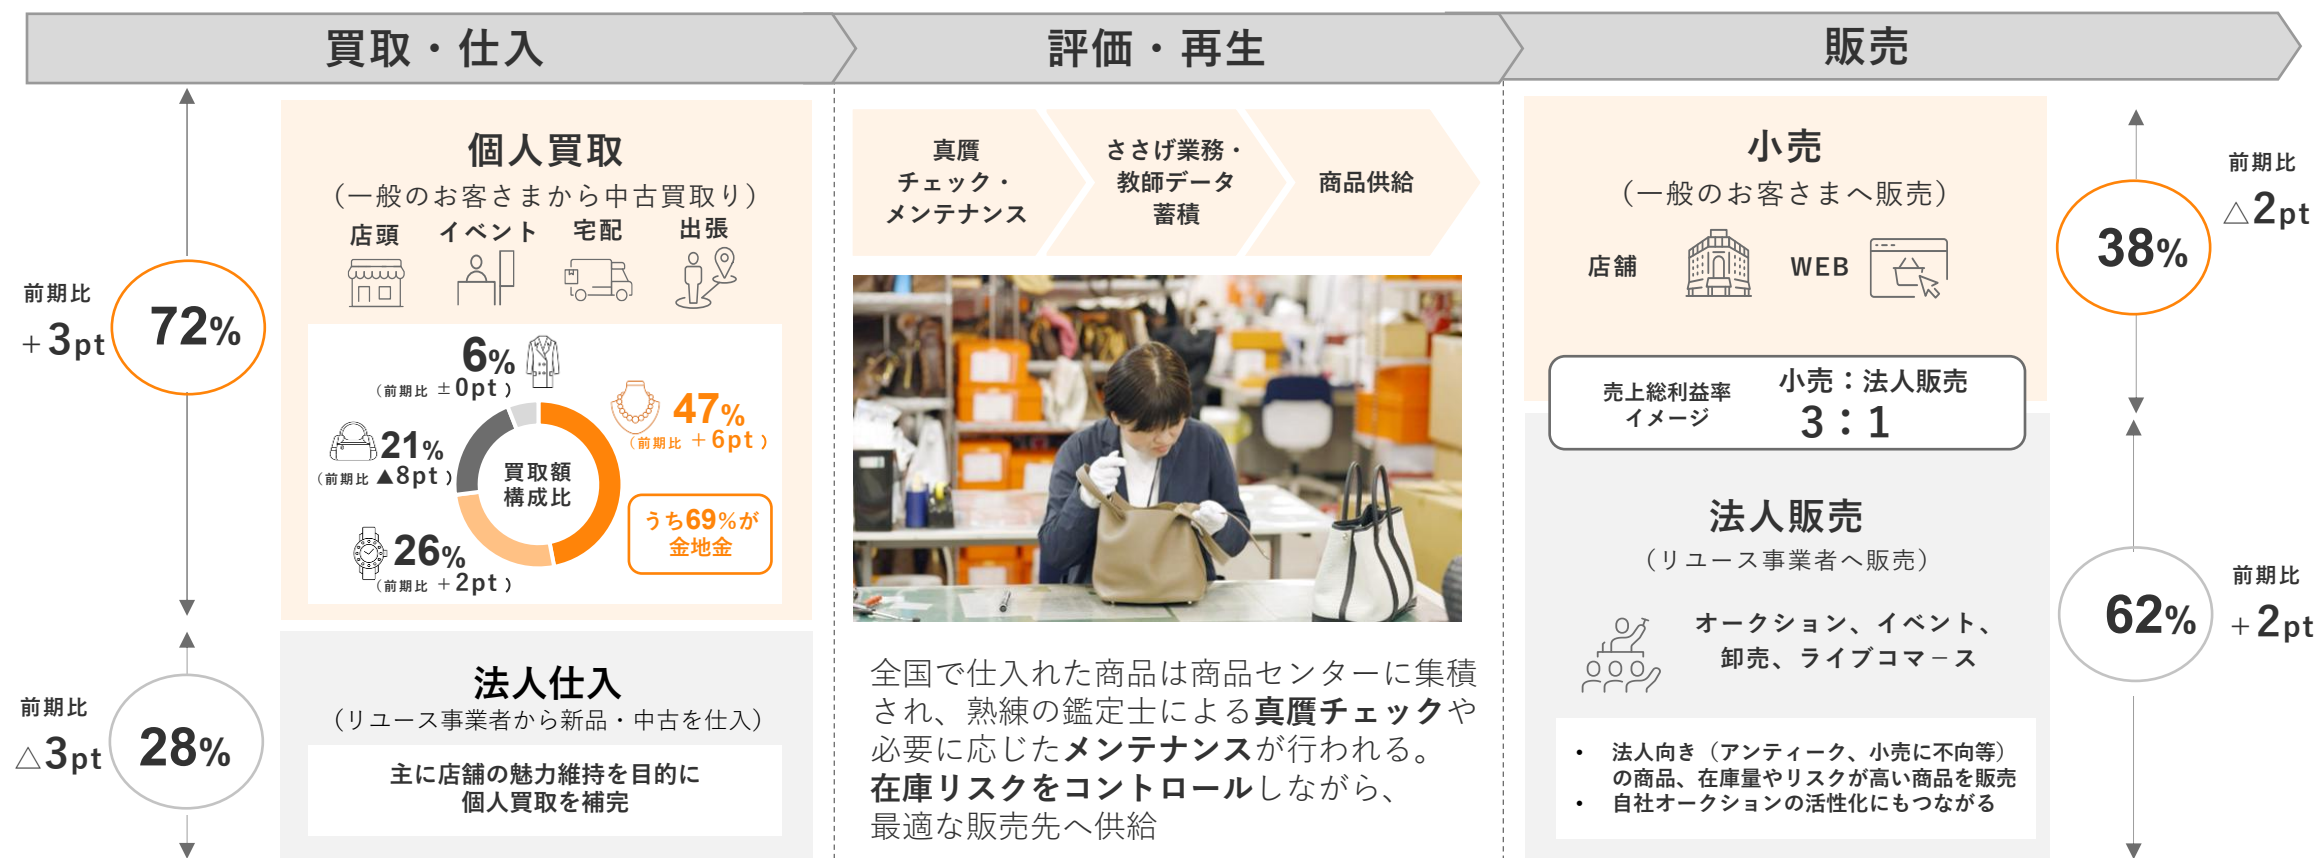 買取・仕入
評価・再生
販売
前期比
+3pt
72%
個人買取
（一般のお客さまから中古買取り）
店頭
イベント
宅配
出張
6%
（前期比 ±0pt ）
47%
（前期比 +6pt ）
21%
（前期比 ▲8pt ）
26%
（前期比 +2pt ）
買取額
構成比
うち69%が
金地金
前期比
△3pt
28%
法人仕入
（リユース事業者から新品・中古を仕入）
主に店舗の魅力維持を目的に
個人買取を補完
真贋
チェック・
メンテナンス
ささげ業務・
教師データ
蓄積
商品供給
全国で仕入れた商品は商品センターに集積
され、熟練の鑑定士による真贋チェックや
必要に応じたメンテナンスが行われる。
在庫リスクをコントロールしながら、
最適な販売先へ供給
小売
（一般のお客さまへ販売）
店舗
WEB
38%
前期比
△2pt
売上総利益率
イメージ
小売：法人販売
3：1
法人販売
（リユース事業者へ販売）
オークション、イベント、
卸売、ライブコマース
• 法人向き（アンティーク、小売に不向等）
の商品、在庫量やリスクが高い商品を販売
• 自社オークションの活性化にもつながる
62%
前期比
+2pt